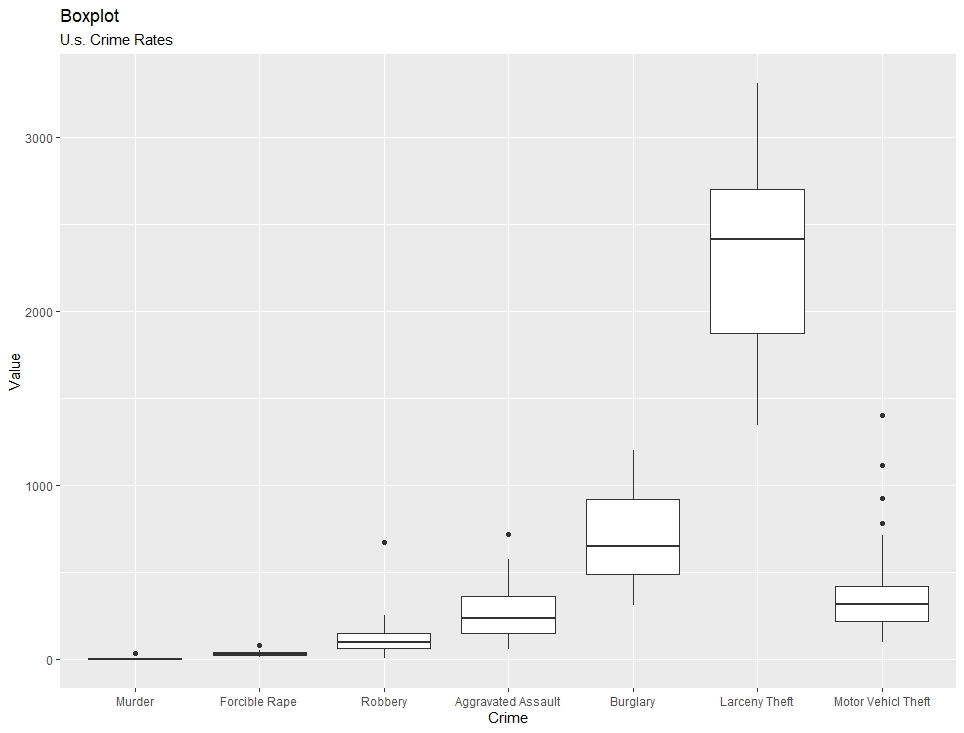 Boxplot
U.s. Crime Rates
3000
2000
1000
0
Value
Murder Forcible Rape Robbery Aggravated Assault Burglary Larceny Theft Motor Vehicl Theft
Crime